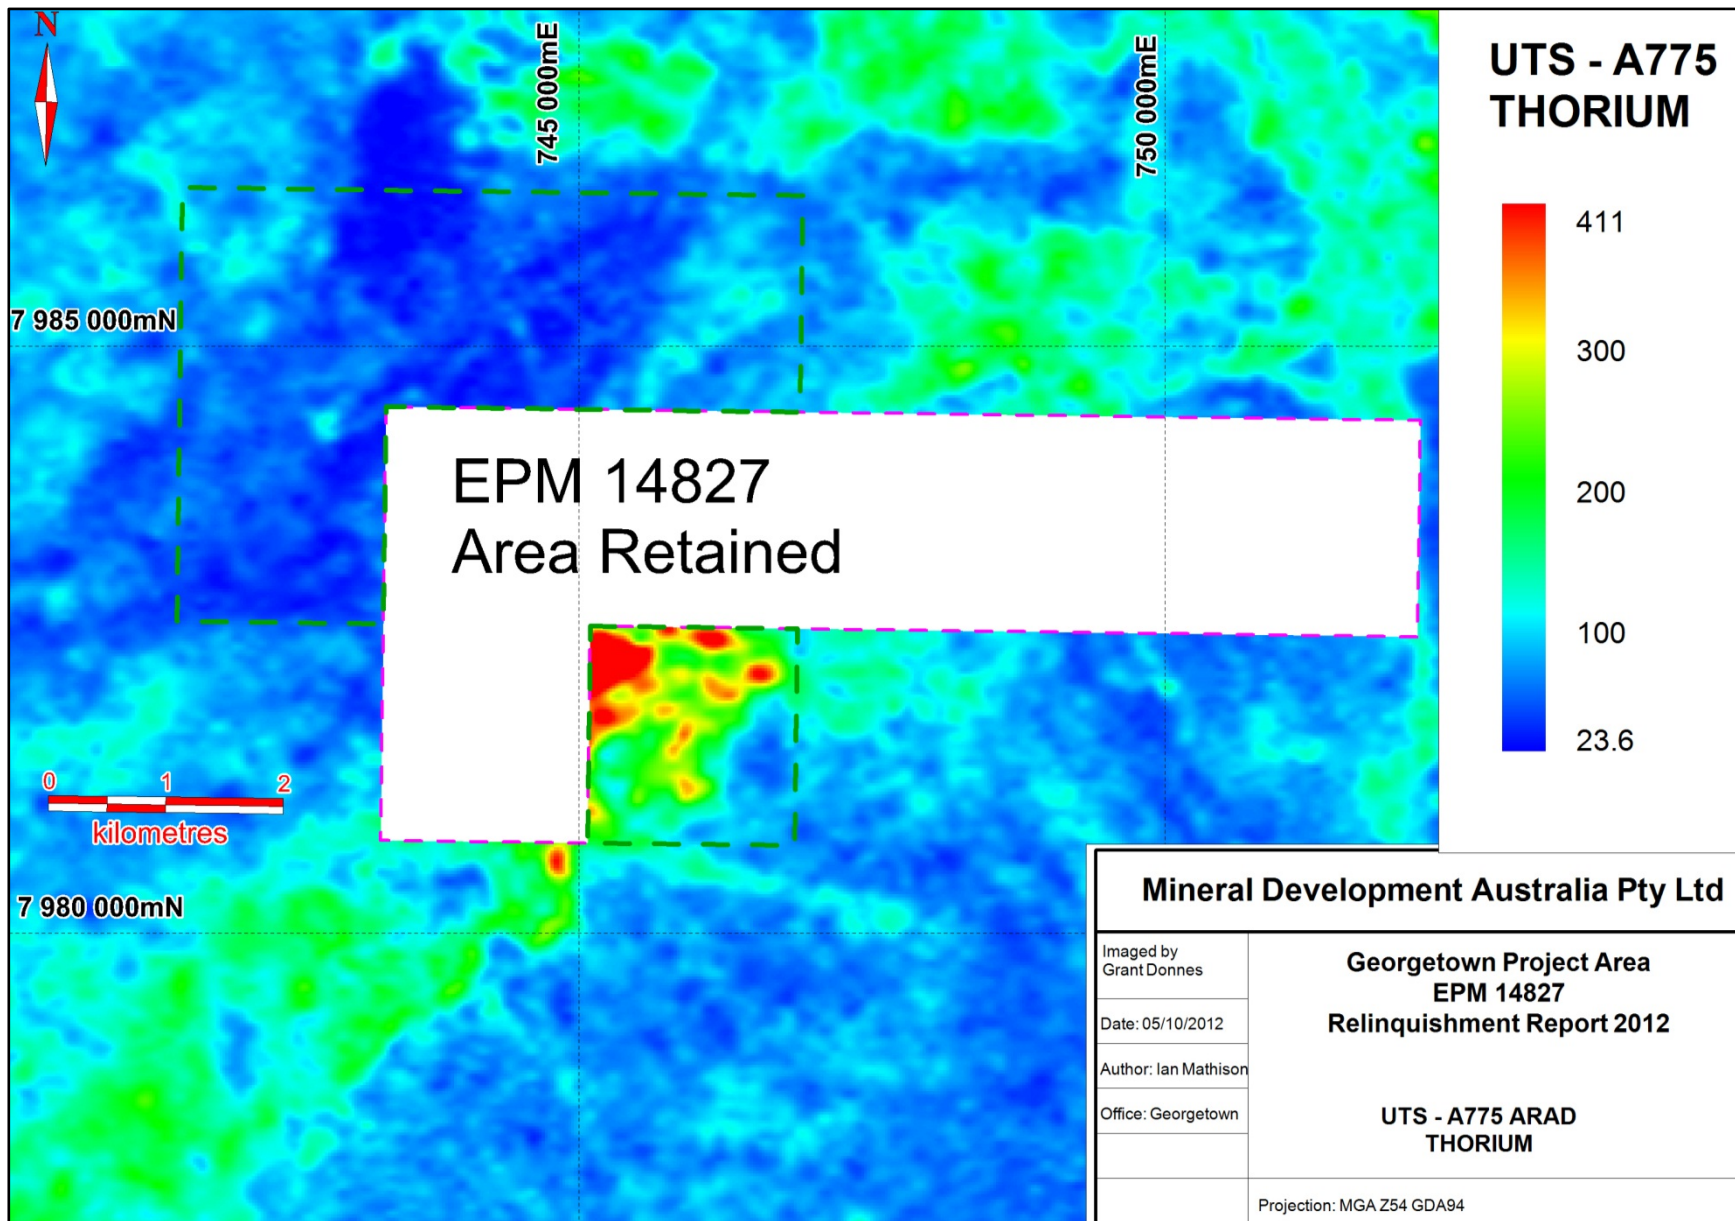 N
745 000mE
750 000mE
UTS - A775
THORIUM
411
300
200
100
23.6
7 985 000mN
EPM 14827
Area Retained
0 1 2
kilometres
7 980 000mN
Mineral Development Australia Pty Ltd
Imaged by
Grant Donnes
Date: 05/10/2012
Author: Ian Mathison
Office: Georgetown
Georgetown Project Area
EPM 14827
Relinquishment Report 2012
UTS - A775 ARAD
THORIUM
Projection: MGA Z54 GDA94